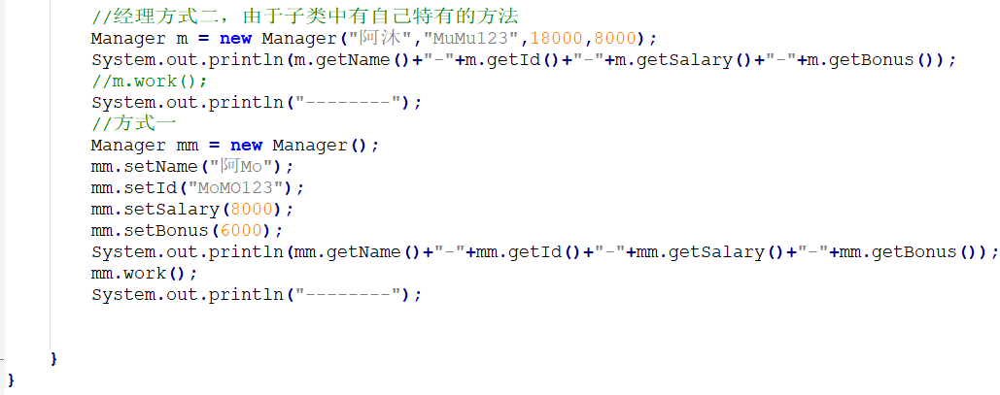 //经理方式二，由于子类中有自己特有的方法
Manager m = new Manager("阿沐","MuMu123",18000,8000);
System.out.println(m.getName()+"-"+m.getId()+"-"+m.getSalary()+"-"+m.getBonus());
//m.work();
System.out.println("--------");
//方式一
Manager mm = new Manager();
mm.setName("阿Mo");
mm.setId("MoMO123");
mm.setSalary(8000);
mm.setBonus(6000);
System.out.println(mm.getName()+"-"+mm.getId()+"-"+mm.getSalary()+"-"+mm.getBonus());
mm.work();
System.out.println("--------");
}
}